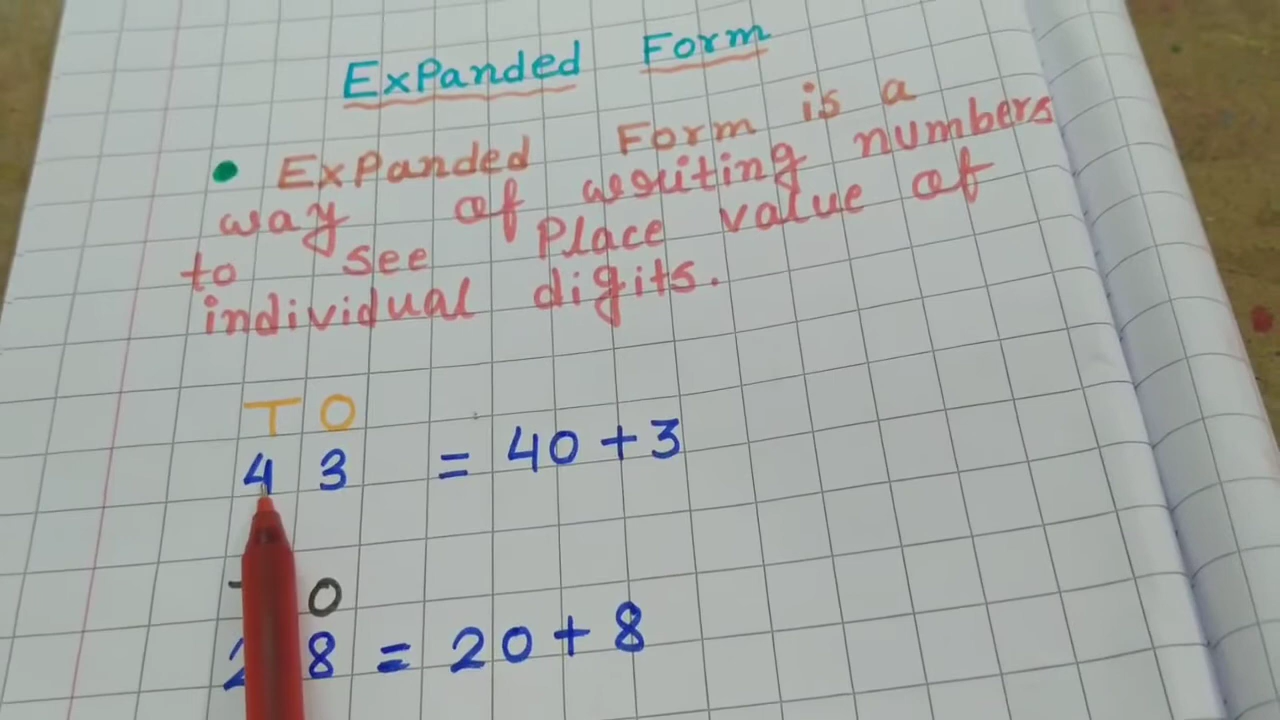 Expanded Form
• Expanded Form is a
way of writing numbers
to see Place value of
individual digits.
T O
4 3 = 40 + 3
O
2 8 = 20 + 8